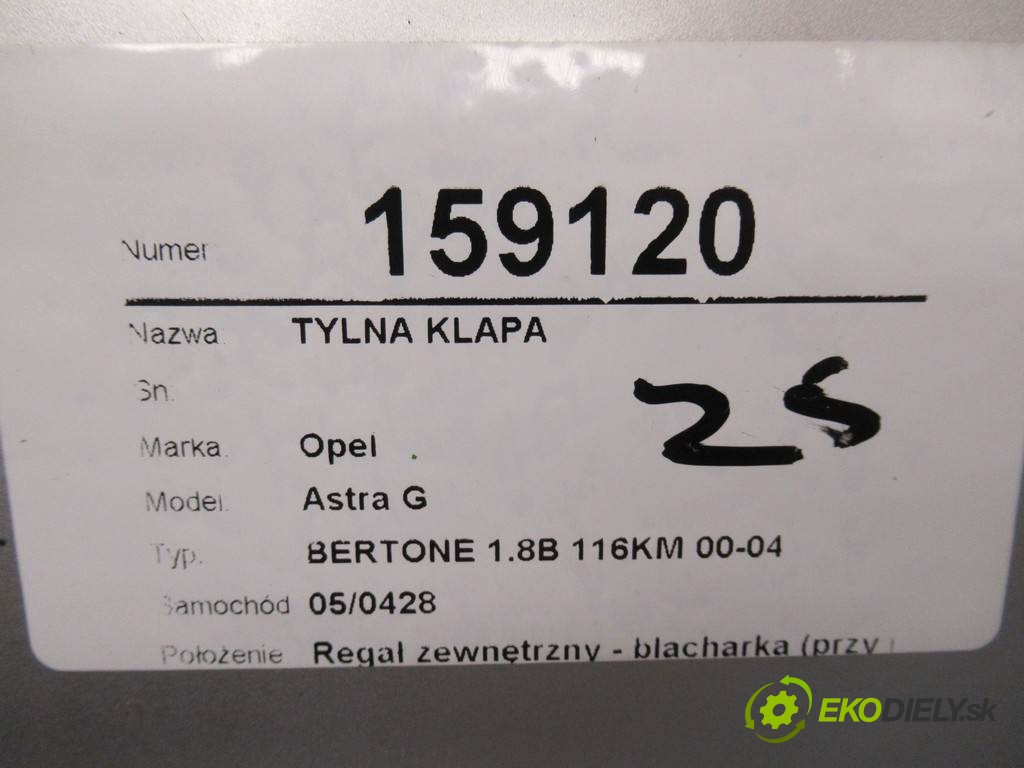 Numer 159120
Nazwa TYLNA KLAPA
Sn.
Marka Opel
Model. Astra G
Typ. BERTONE 1.8B 116KM 00-04
Samochód 05/0428
Położenie Regał zewnętrzny - blacharka (przy
EKODIELY.sk